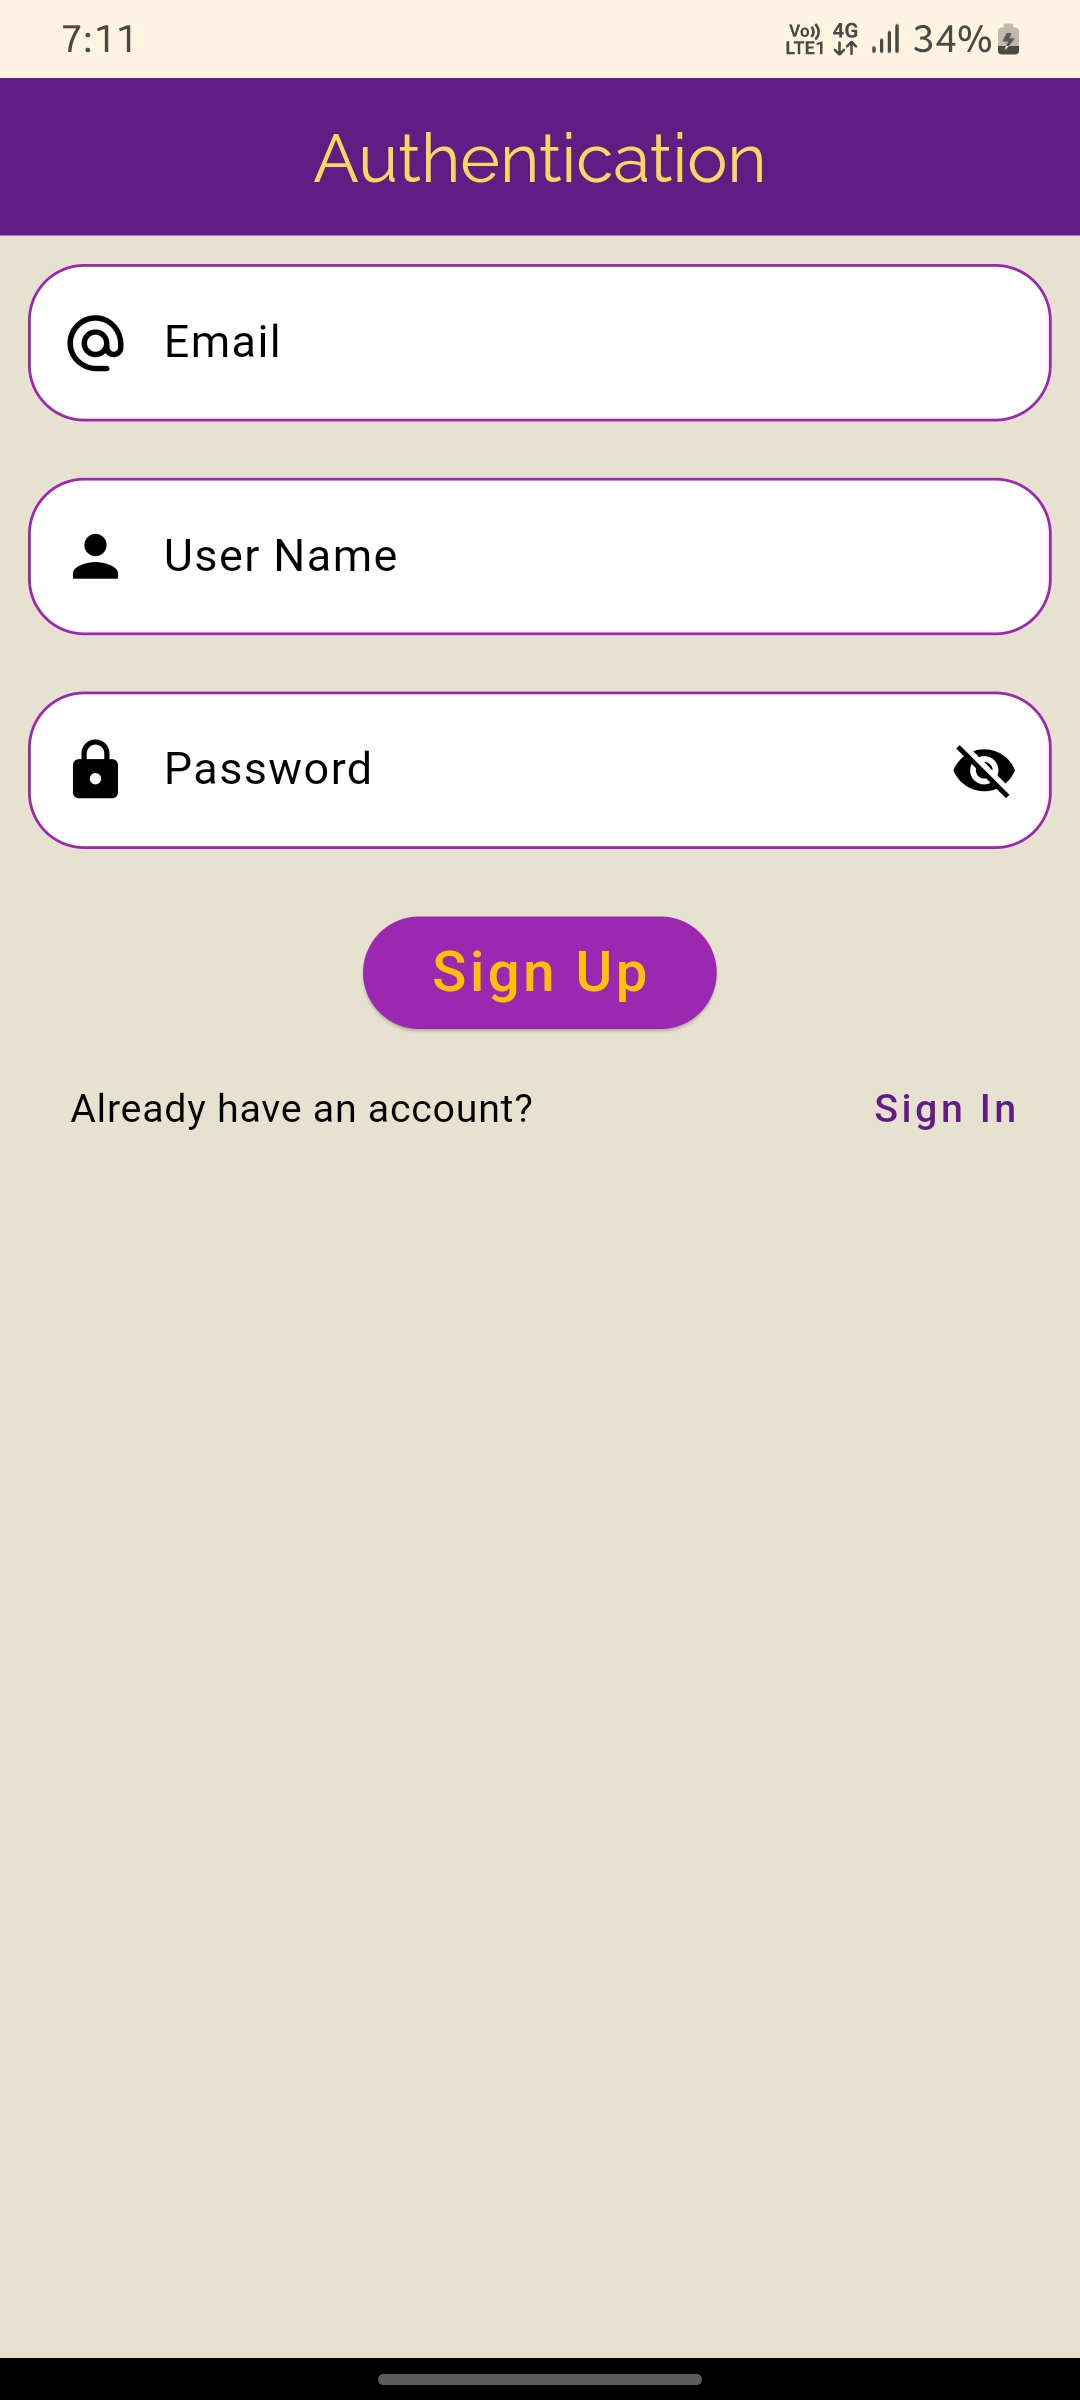 7:11
Vo)) 4G 34%
LTE1
Authentication
Email
User Name
Password
Sign Up
Already have an account? Sign In